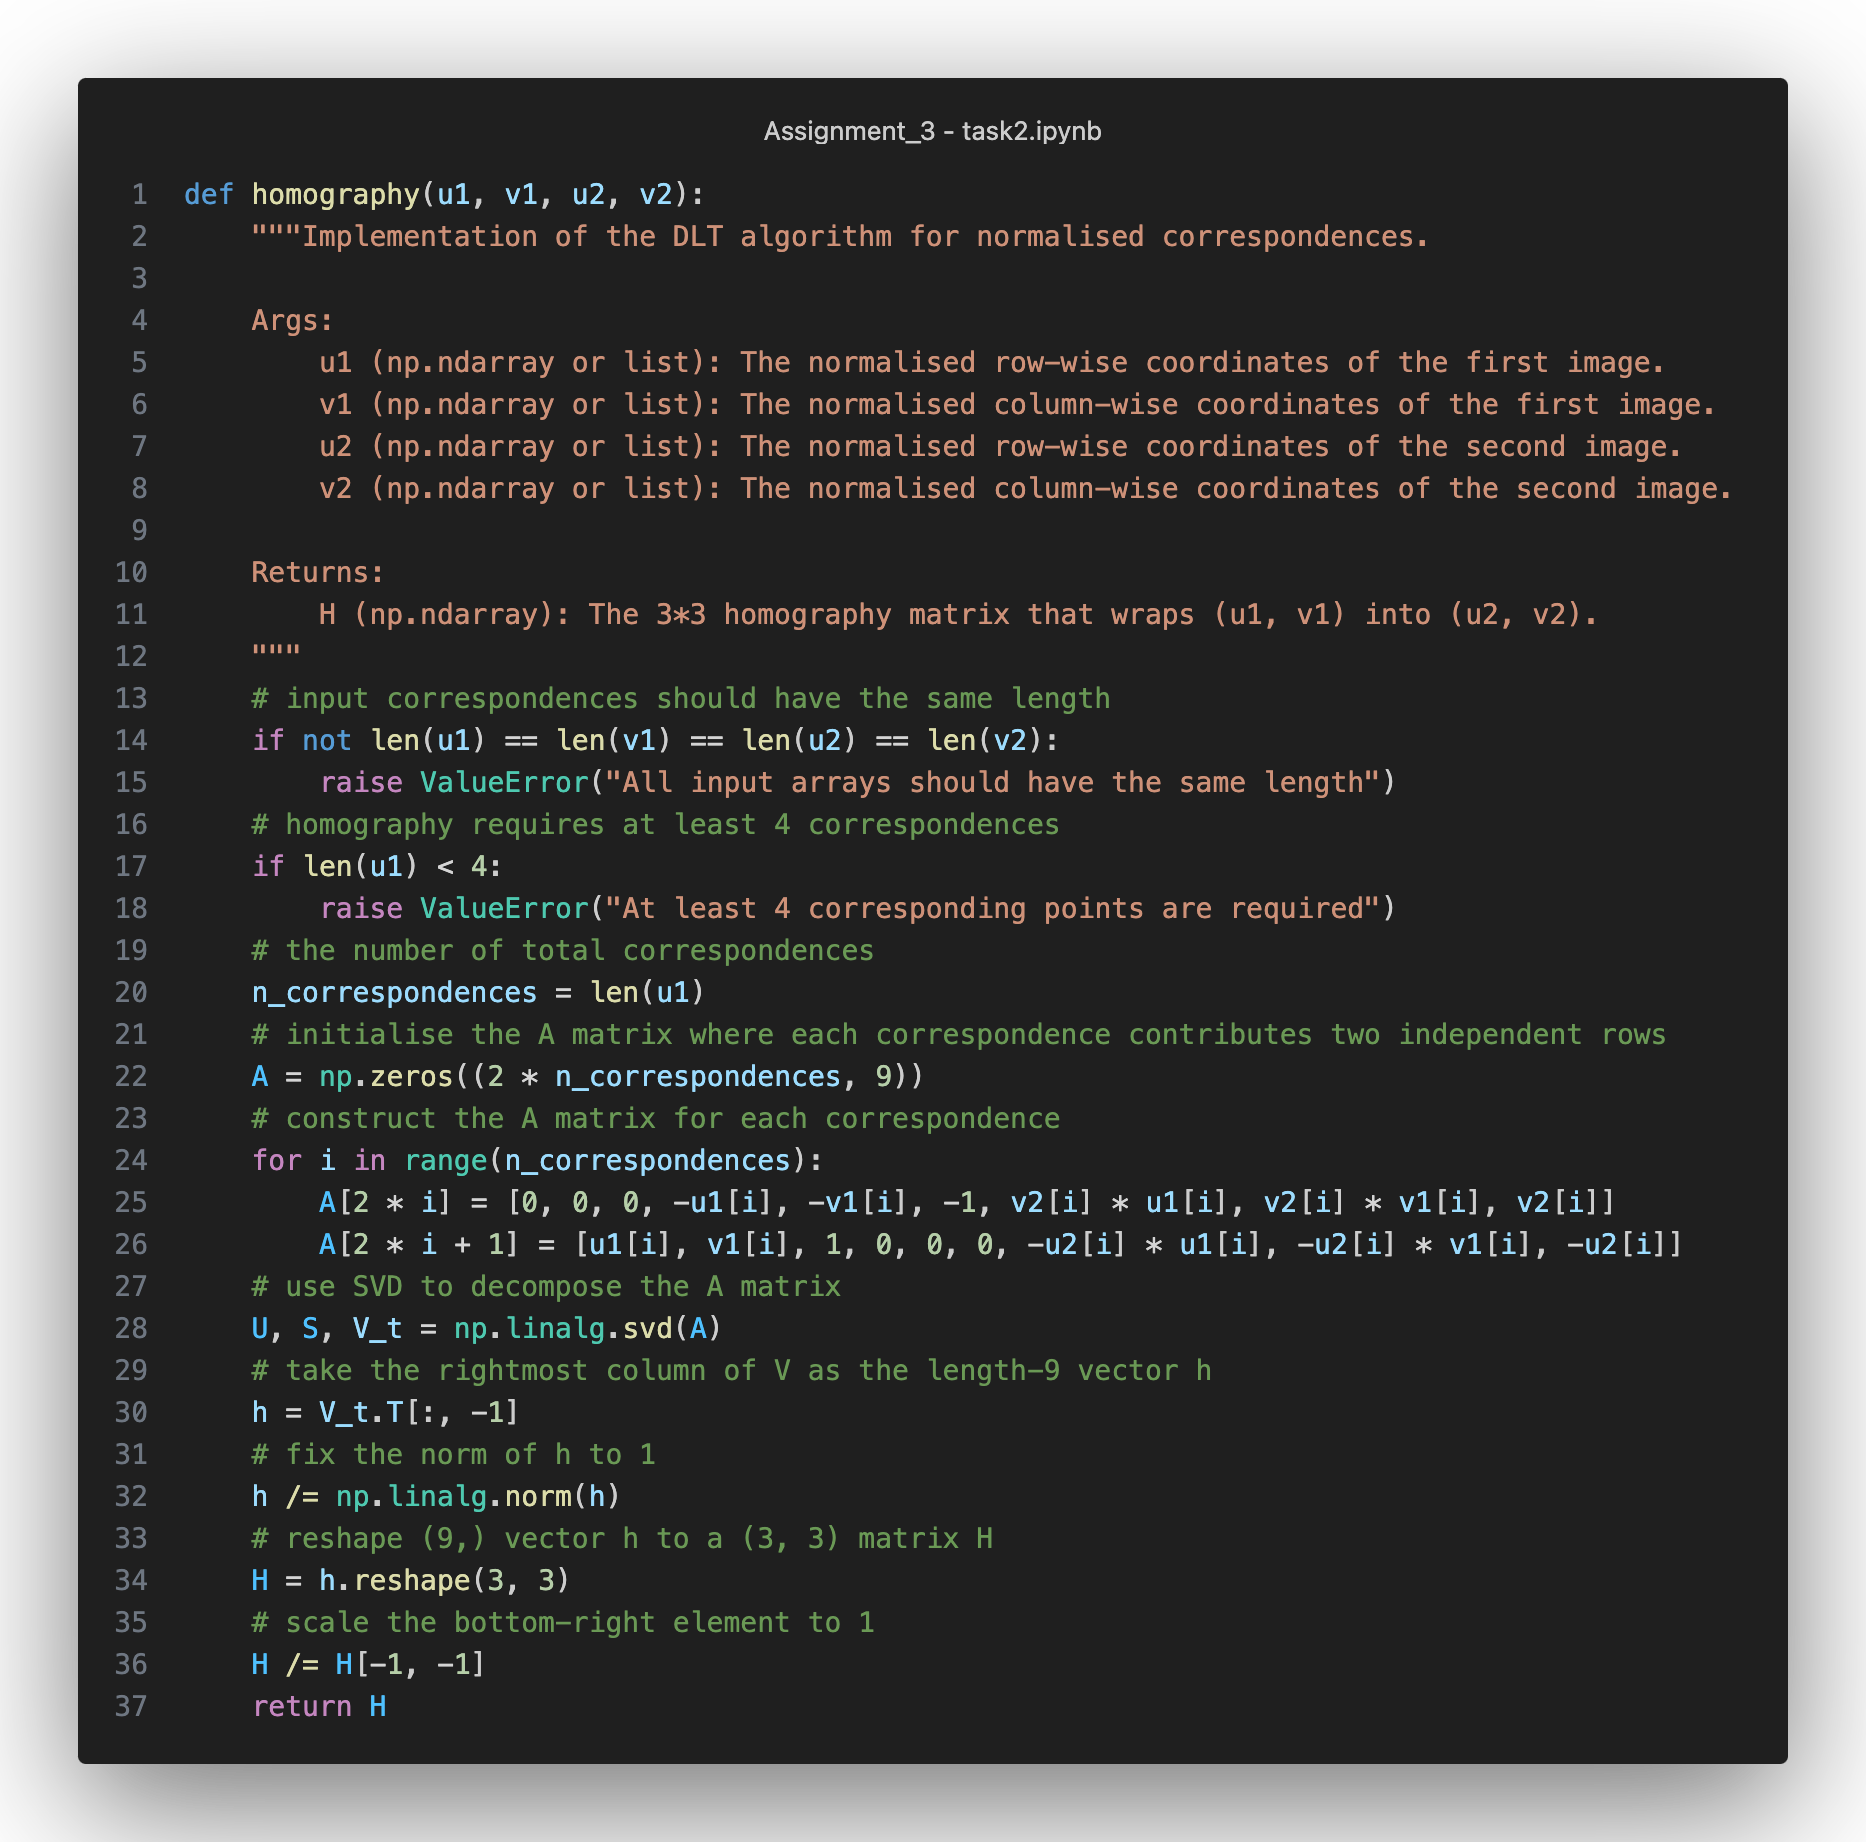 Assignment_3 - task2.ipynb
1 def homography(u1, v1, u2, v2):
2     """Implementation of the DLT algorithm for normalised correspondences.
3
4     Args:
5         u1 (np.ndarray or list): The normalised row-wise coordinates of the first image.
6         v1 (np.ndarray or list): The normalised column-wise coordinates of the first image.
7         u2 (np.ndarray or list): The normalised row-wise coordinates of the second image.
8         v2 (np.ndarray or list): The normalised column-wise coordinates of the second image.
9
10     Returns:
11         H (np.ndarray): The 3*3 homography matrix that wraps (u1, v1) into (u2, v2).
12     """
13     # input correspondences should have the same length
14     if not len(u1) == len(v1) == len(u2) == len(v2):
15         raise ValueError("All input arrays should have the same length")
16     # homography requires at least 4 correspondences
17     if len(u1) < 4:
18         raise ValueError("At least 4 corresponding points are required")
19     # the number of total correspondences
20     n_correspondences = len(u1)
21     # initialise the A matrix where each correspondence contributes two independent rows
22     A = np.zeros((2 * n_correspondences, 9))
23     # construct the A matrix for each correspondence
24     for i in range(n_correspondences):
25         A[2 * i] = [0, 0, 0, -u1[i], -v1[i], -1, v2[i] * u1[i], v2[i] * v1[i], v2[i]]
26         A[2 * i + 1] = [u1[i], v1[i], 1, 0, 0, 0, -u2[i] * u1[i], -u2[i] * v1[i], -u2[i]]
27     # use SVD to decompose the A matrix
28     U, S, V_t = np.linalg.svd(A)
29     # take the rightmost column of V as the length-9 vector h
30     h = V_t.T[:, -1]
31     # fix the norm of h to 1
32     h /= np.linalg.norm(h)
33     # reshape (9,) vector h to a (3, 3) matrix H
34     H = h.reshape(3, 3)
35     # scale the bottom-right element to 1
36     H /= H[-1, -1]
37     return H